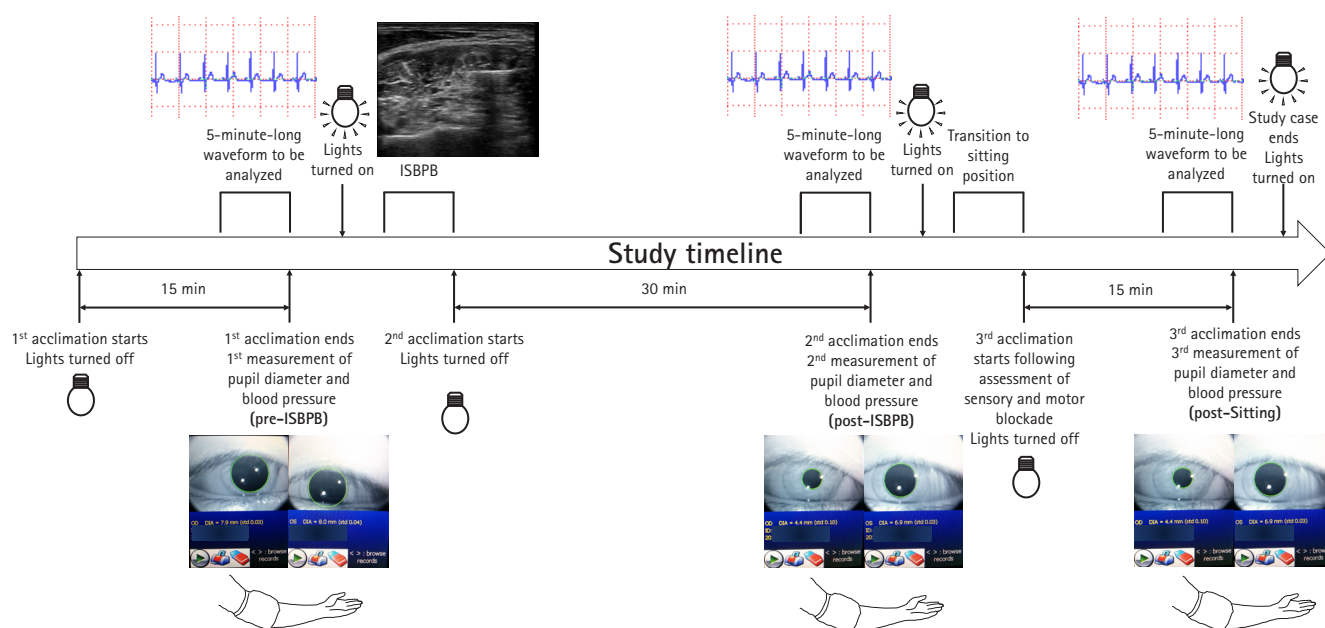 5-minute-long
waveform to be
analyzed
Lights
turned on
ISBPB
5-minute-long
waveform to be
analyzed
Lights
turned on
Transition to
sitting
position
5-minute-long
waveform to be
analyzed
Study case
ends
Lights
turned on
Study timeline
15 min
30 min
15 min
1st acclimation starts
Lights turned off
1st acclimation ends
1st measurement of
pupil diameter and
blood pressure
(pre-ISBPB)
2nd acclimation starts
Lights turned off
2nd acclimation ends
2nd measurement of
pupil diameter and
blood pressure
(post-ISBPB)
3rd acclimation
starts following
assessment of
sensory and motor
blockade
Lights turned off
3rd acclimation ends
3rd measurement of
pupil diameter and
blood pressure
(post-Sitting)
OD DIA = 7.9 mm (std 0.03)
OS DIA = 8.0 mm (std 0.04)
< > : browse
records
OD DIA = 4.4 mm (std 0.10)
ID:
20
< > : browse
records
OS DIA = 6.9 mm (std 0.03)
ID:
20
< > : browse
records
OD DIA = 4.4 mm (std 0.10)
< > : browse
records
OS DIA = 6.9 mm (std 0.03)
< > : browse
records